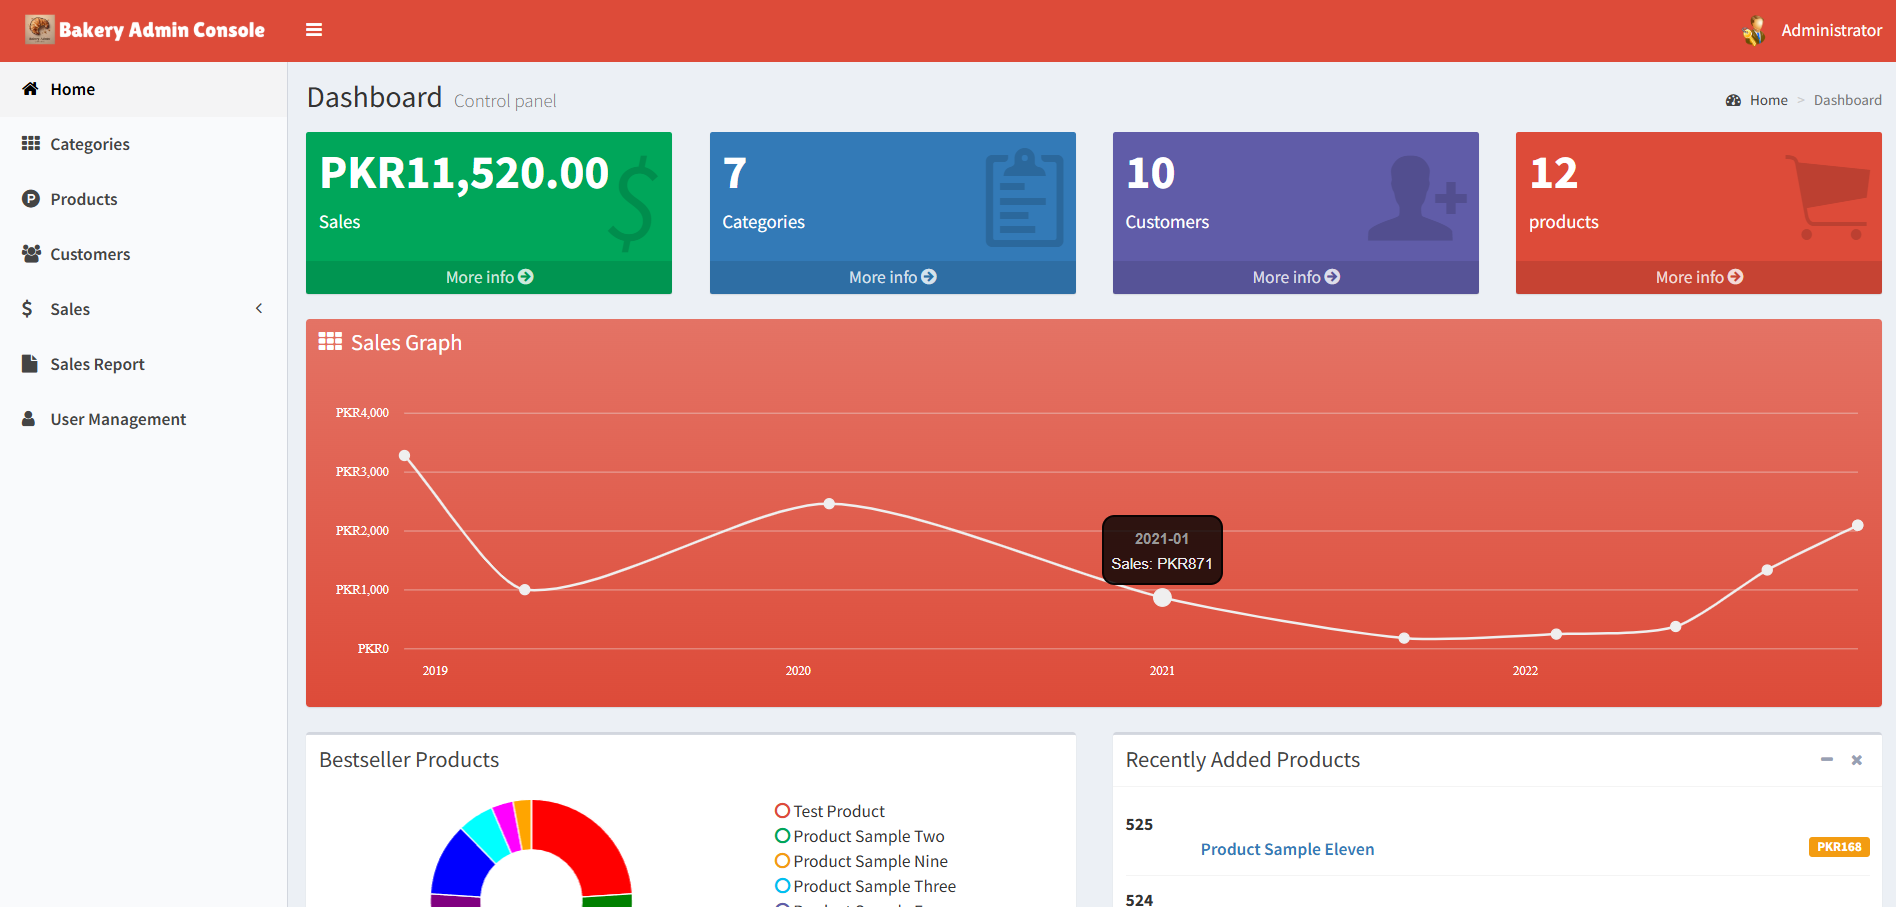 Bakery Admin Console
Administrator
Home
Categories
Products
Customers
Sales
Sales Report
User Management
Dashboard Control panel
Home > Dashboard
PKR11,520.00
Sales
More info
7
Categories
More info
10
Customers
More info
12
products
More info
Sales Graph
PKR4,000
PKR3,000
PKR2,000
PKR1,000
PKR0
2021-01
Sales: PKR871
2019 2020 2021 2022
Bestseller Products
Test Product
Product Sample Two
Product Sample Nine
Product Sample Three
Recently Added Products
525
Product Sample Eleven
PKR168
524